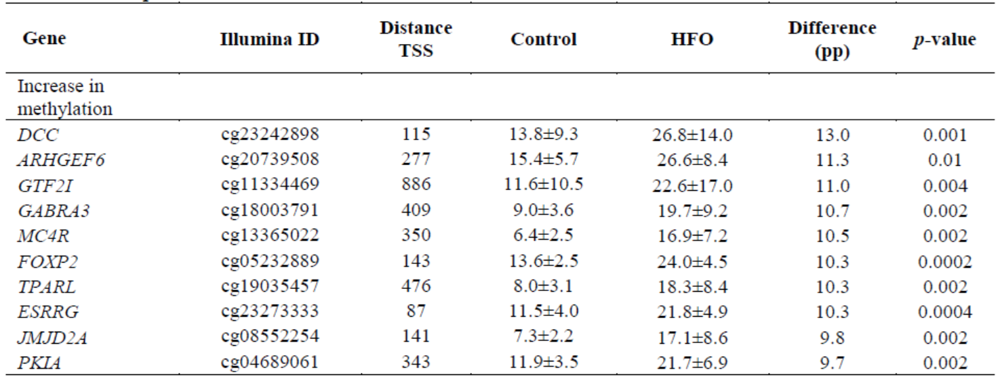 Gene Illumina ID Distance TSS Control HFO Difference (pp) p-value
Increase in
methylation
DCC cg23242898 115 13.8±9.3 26.8±14.0 13.0 0.001
ARHGEF6 cg20739508 277 15.4±5.7 26.6±8.4 11.3 0.01
GTF2I cg11334469 886 11.6±10.5 22.6±17.0 11.0 0.004
GABRA3 cg18003791 409 9.0±3.6 19.7±9.2 10.7 0.002
MC4R cg13365022 350 6.4±2.5 16.9±7.2 10.5 0.002
FOXP2 cg05232889 143 13.6±2.5 24.0±4.5 10.3 0.0002
TPARL cg19035457 476 8.0±3.1 18.3±8.4 10.3 0.002
ESRRG cg23273333 87 11.5±4.0 21.8±4.9 10.3 0.0004
JMJD2A cg08552254 141 7.3±2.2 17.1±8.6 9.8 0.002
PKIA cg04689061 343 11.9±3.5 21.7±6.9 9.7 0.002